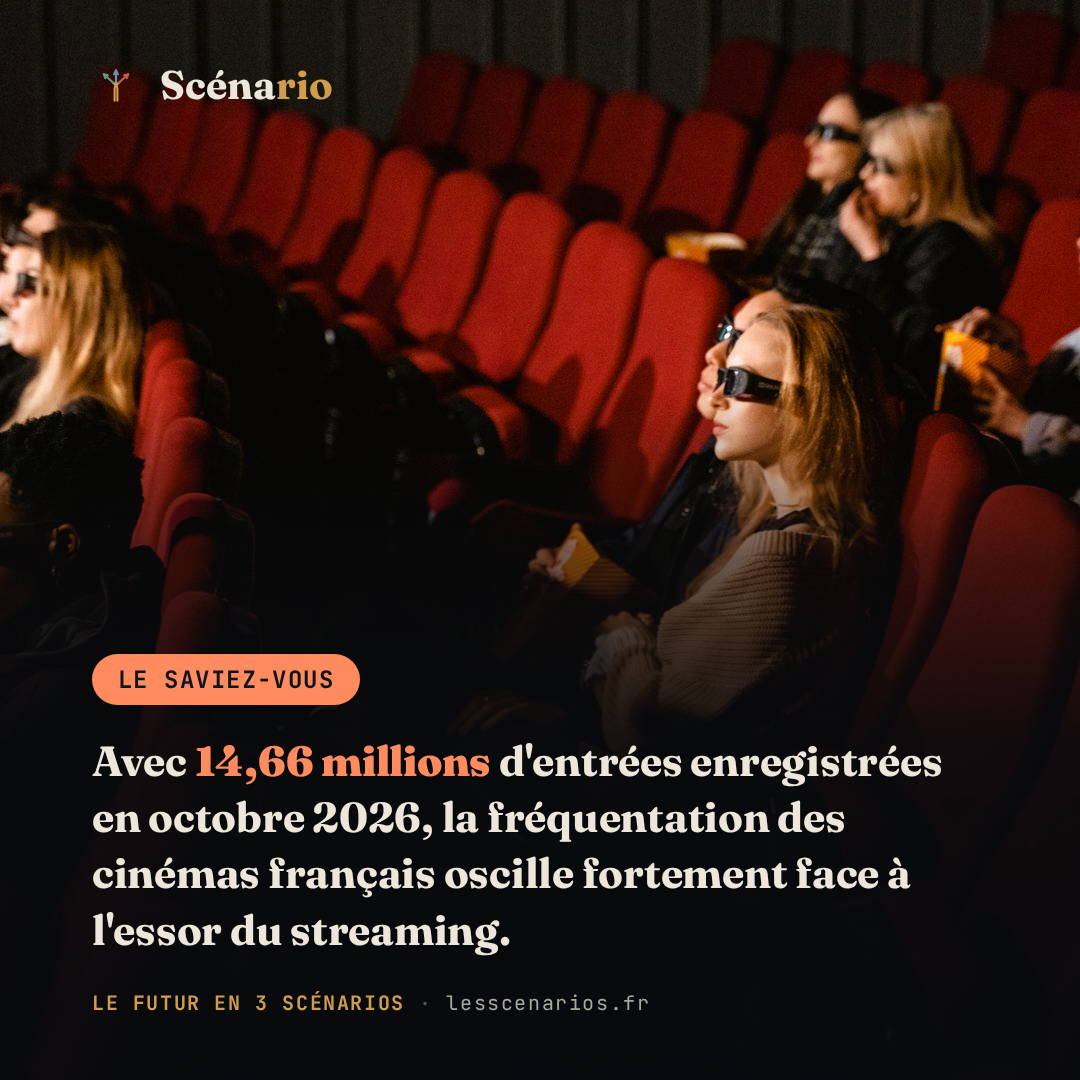 Scénario
LE SAVIEZ-VOUS
Avec 14,66 millions d'entrées enregistrées
en octobre 2026, la fréquentation des
cinémas français oscille fortement face à
l'essor du streaming.
LE FUTUR EN 3 SCÉNARIOS · lesscenarios.fr